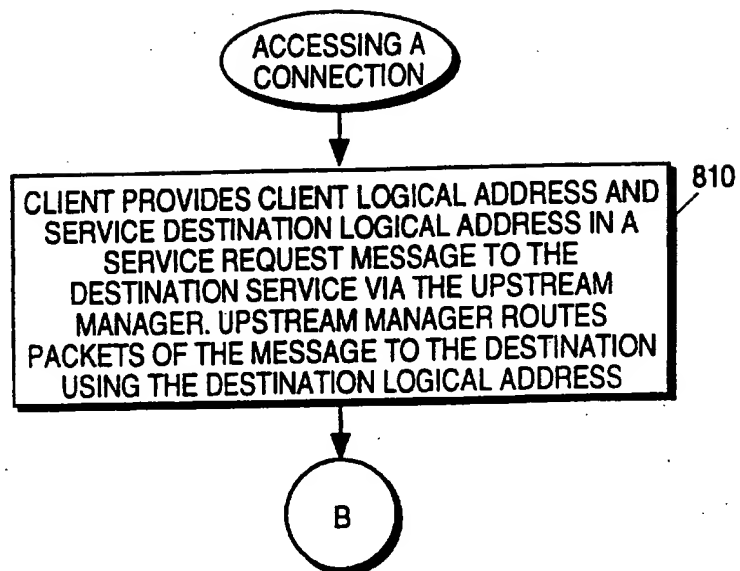 ACCESSING A
CONNECTION
810
CLIENT PROVIDES CLIENT LOGICAL ADDRESS AND
SERVICE DESTINATION LOGICAL ADDRESS IN A
SERVICE REQUEST MESSAGE TO THE
DESTINATION SERVICE VIA THE UPSTREAM
MANAGER. UPSTREAM MANAGER ROUTES
PACKETS OF THE MESSAGE TO THE DESTINATION
USING THE DESTINATION LOGICAL ADDRESS
B